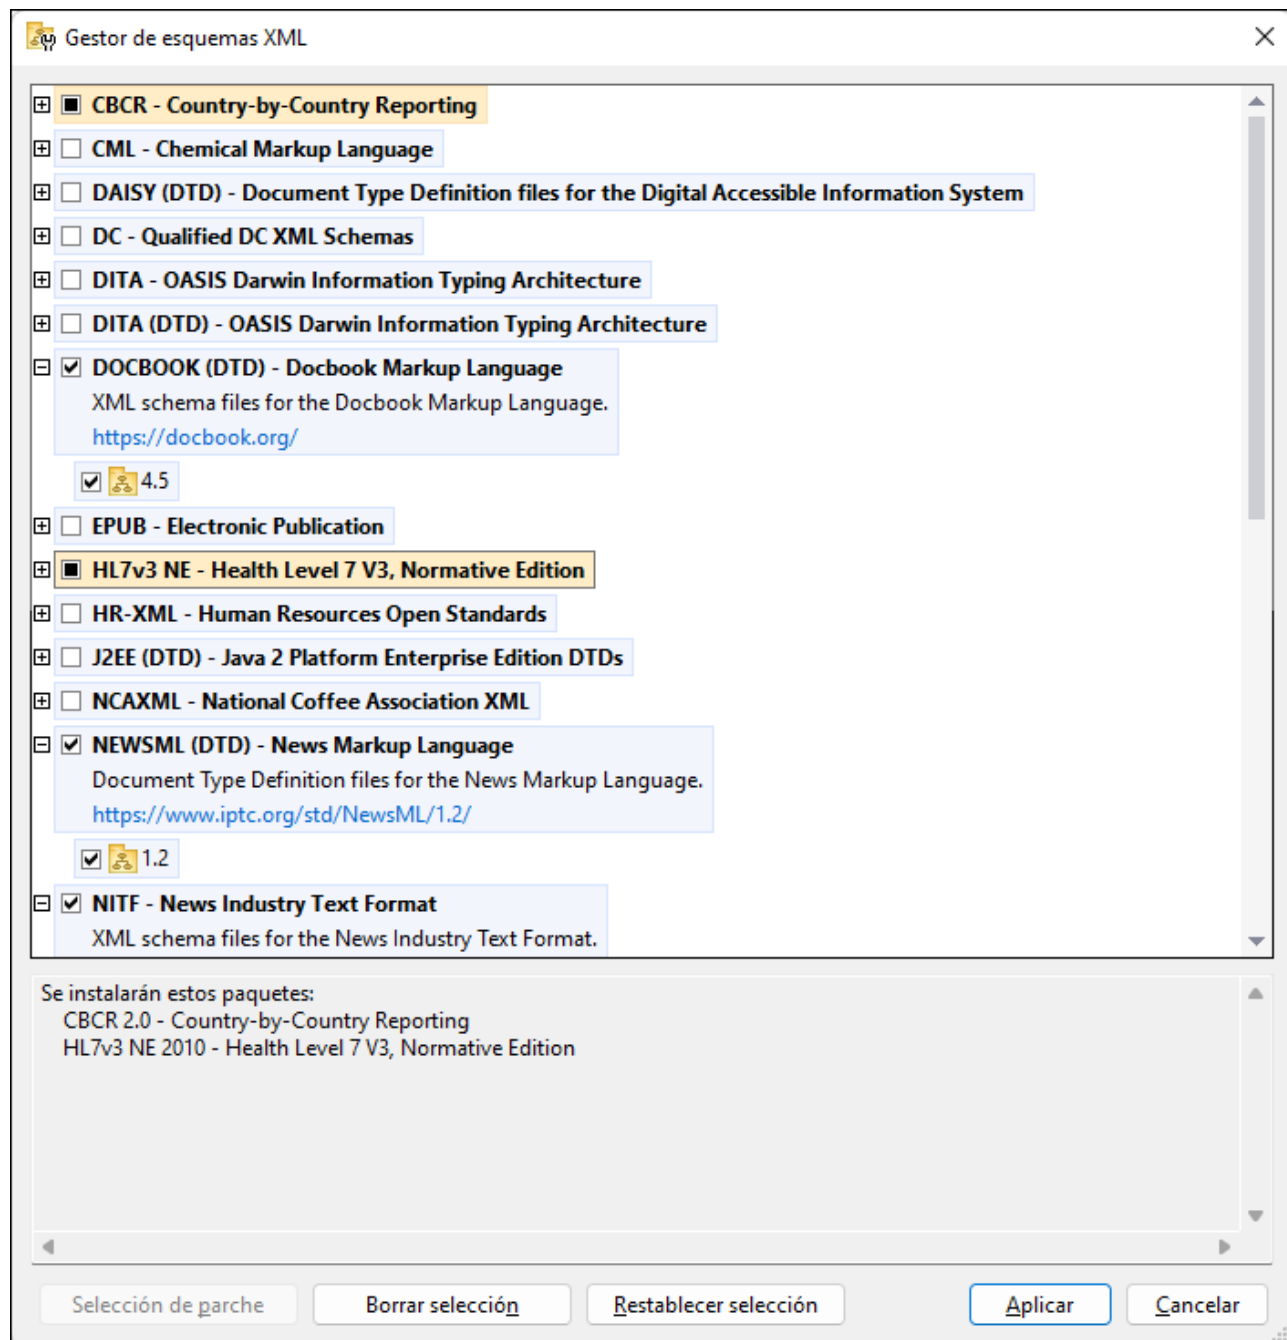 Gestor de esquemas XML
CBCR - Country-by-Country Reporting
CML - Chemical Markup Language
DAISY (DTD) - Document Type Definition files for the Digital Accessible Information System
DC - Qualified DC XML Schemas
DITA - OASIS Darwin Information Typing Architecture
DITA (DTD) - OASIS Darwin Information Typing Architecture
DOCBOOK (DTD) - Docbook Markup Language
XML schema files for the Docbook Markup Language.
https://docbook.org/
4.5
EPUB - Electronic Publication
HL7v3 NE - Health Level 7 V3, Normative Edition
HR-XML - Human Resources Open Standards
J2EE (DTD) - Java 2 Platform Enterprise Edition DTDs
NCAXML - National Coffee Association XML
NEWSML (DTD) - News Markup Language
Document Type Definition files for the News Markup Language.
https://www.iptc.org/std/NewsML/1.2/
1.2
NITF - News Industry Text Format
XML schema files for the News Industry Text Format.
Se instalarán estos paquetes:
CBCR 2.0 - Country-by-Country Reporting
HL7v3 NE 2010 - Health Level 7 V3, Normative Edition
Selección de parche
Borrar selección
Restablecer selección
Aplicar
Cancelar